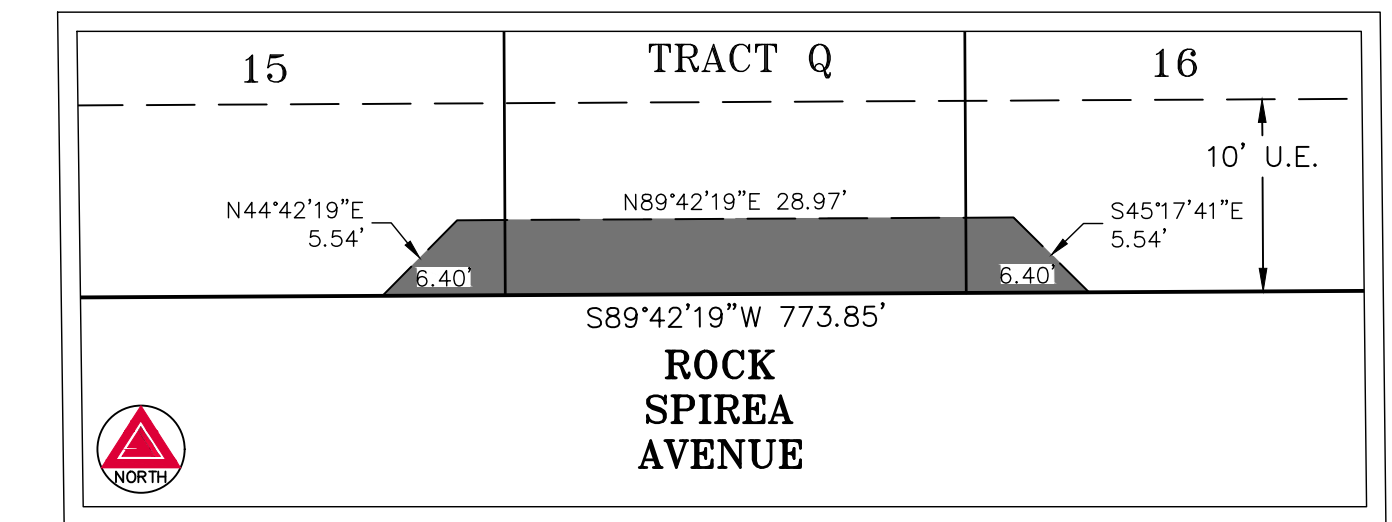 15
TRACT Q
16
10' U.E.
N44°42'19"E
5.54'
N89°42'19"E 28.97'
S45°17'41"E
5.54'
6.40'
6.40'
S89°42'19"W 773.85'
ROCK
SPIREA
AVENUE
NORTH